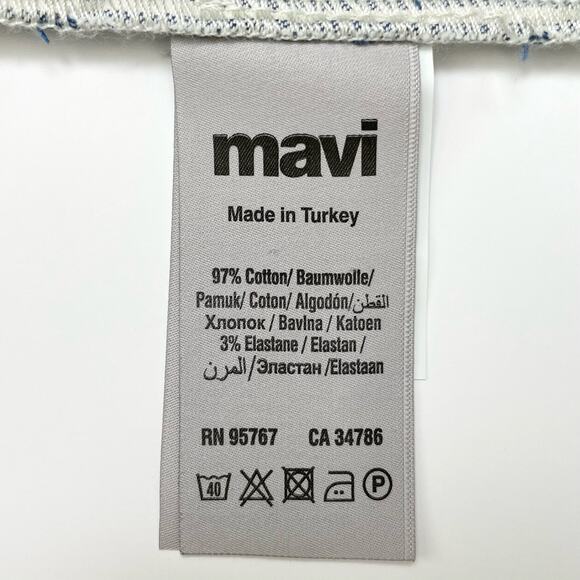 mavi
Made in Turkey
97% Cotton/ Baumwolle/
Pamuk/ Coton/ Algodón/القطن/
Хлопок / Bavlna / Katoen
3% Elastane / Elastan /
المرن/Эластан /Elastaan
RN 95767 CA 34786
40 P